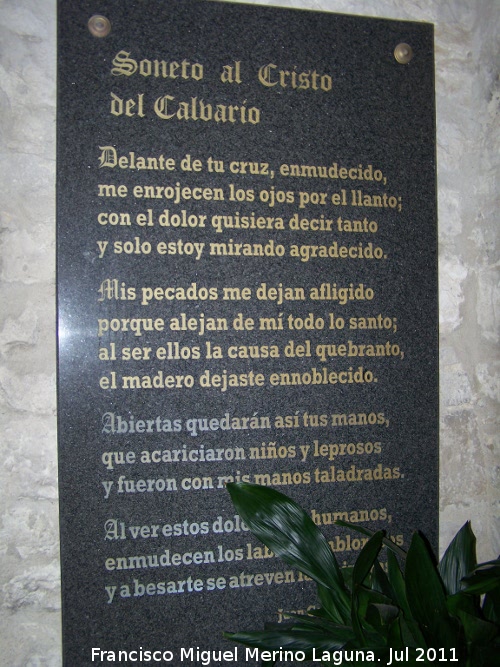 Soneto al Cristo
del Calvario
Delante de tu cruz, enmudecido,
me enrojecen los ojos por el llanto;
con el dolor quisiera decir tanto
y solo estoy mirando agradecido.
Mis pecados me dejan afligido
porque alejan de mí todo lo santo;
al ser ellos la causa del quebranto,
el madero dejaste ennoblecido.
Abiertas quedarán así tus manos,
que acariciaron niños y leprosos
y fueron con mis manos taladradas.
Al ver estos humanos,
enmudecen los
y a besarte se atreven
Francisco Miguel Merino Laguna. Jul 2011